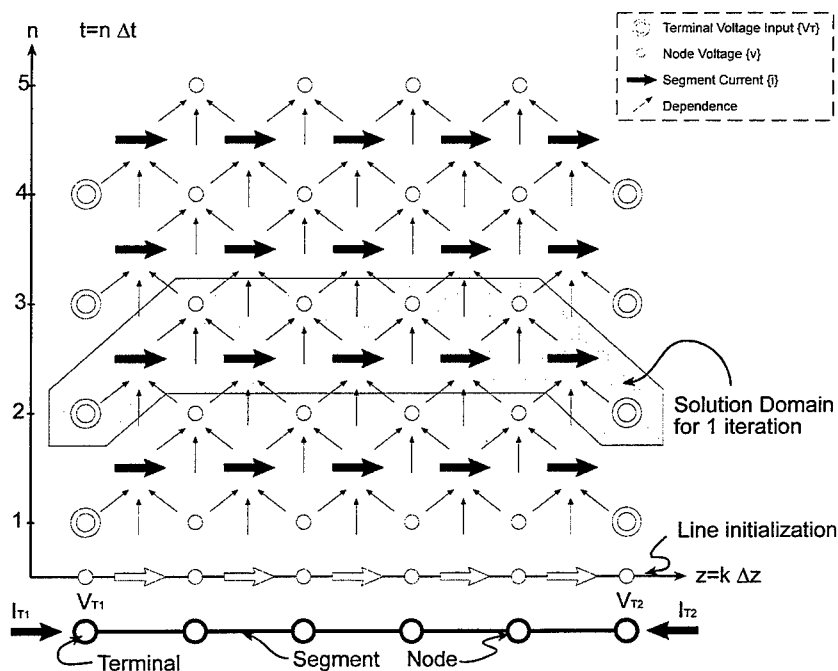 n
t=n Δt
Terminal Voltage Input {VT}
Node Voltage {v}
Segment Current {i}
Dependence
5
4
3
2
1
Solution Domain
for 1 iteration
Line initialization
z=k Δz
IT1
VT1
VT2
IT2
Terminal
Segment
Node